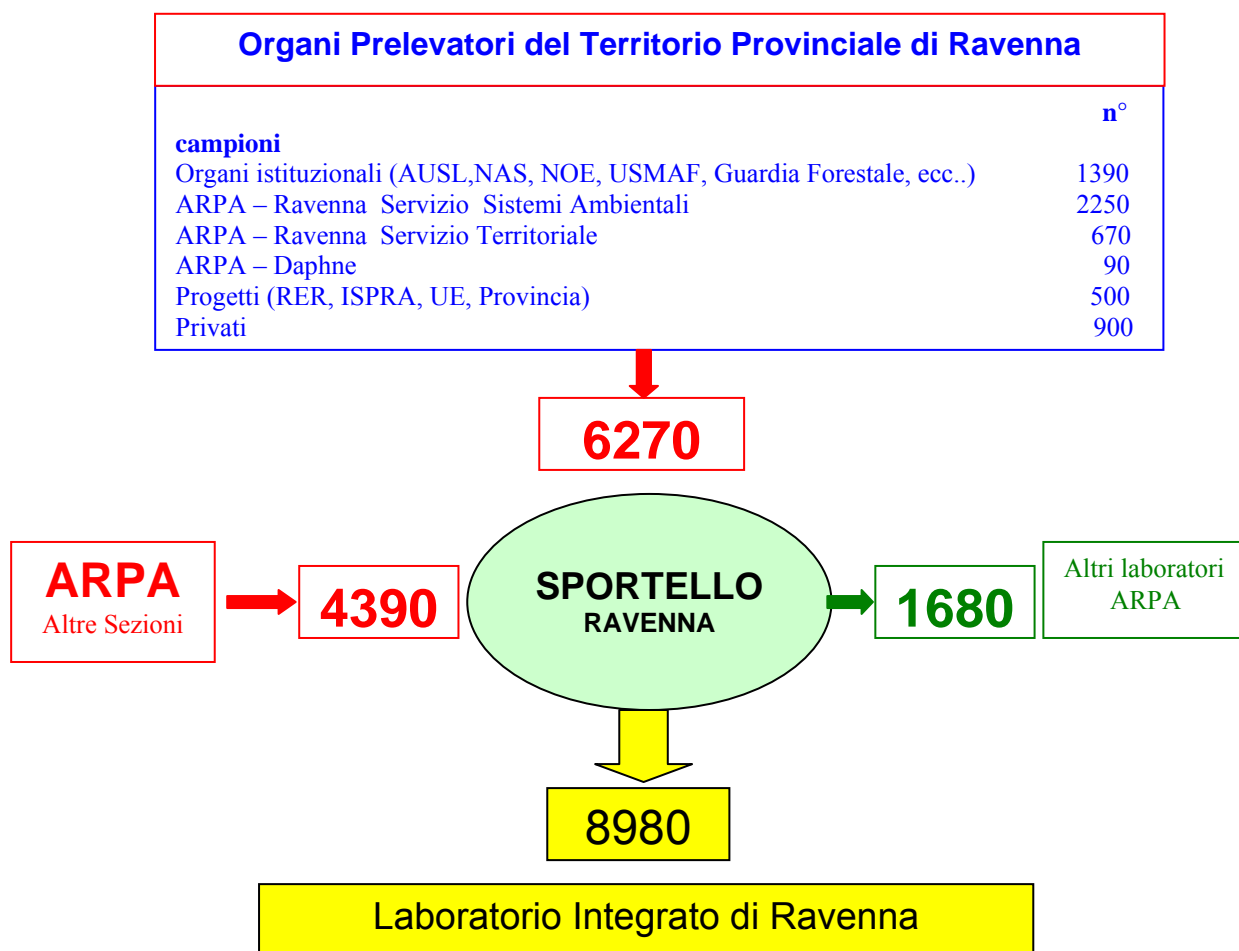 Organi Prelevatori del Territorio Provinciale di Ravenna
n°
campioni
Organi istituzionali (AUSL,NAS, NOE, USMAF, Guardia Forestale, ecc..) 1390
ARPA – Ravenna Servizio Sistemi Ambientali 2250
ARPA – Ravenna Servizio Territoriale 670
ARPA – Daphne 90
Progetti (RER, ISPRA, UE, Provincia) 500
Privati 900
6270
ARPA
Altre Sezioni
4390
SPORTELLO
RAVENNA
1680
Altri laboratori
ARPA
8980
Laboratorio Integrato di Ravenna